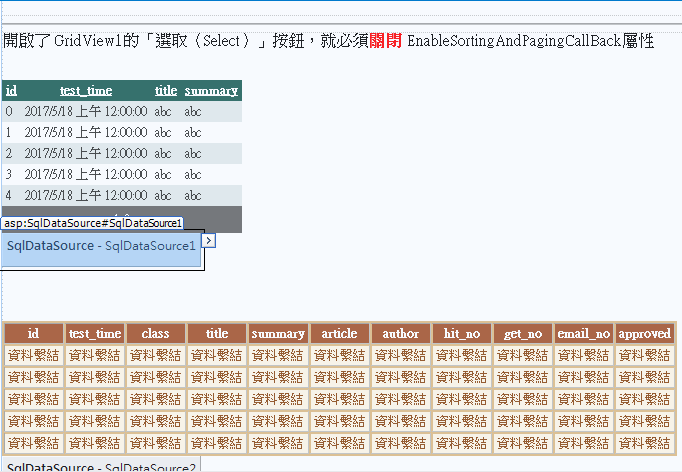 開啟了GridView1的「選取（Select）」按鈕，就必須關閉 EnableSortingAndPagingCallBack屬性
id test_time title summary
0 2017/5/18 上午 12:00:00 abc abc
1 2017/5/18 上午 12:00:00 abc abc
2 2017/5/18 上午 12:00:00 abc abc
3 2017/5/18 上午 12:00:00 abc abc
4 2017/5/18 上午 12:00:00 abc abc
asp:SqlDataSource#SqlDataSource1
SqlDataSource - SqlDataSource1
id test_time class title summary article author hit_no get_no email_no approved
資料繫結 資料繫結 資料繫結 資料繫結 資料繫結 資料繫結 資料繫結 資料繫結 資料繫結 資料繫結 資料繫結
資料繫結 資料繫結 資料繫結 資料繫結 資料繫結 資料繫結 資料繫結 資料繫結 資料繫結 資料繫結 資料繫結
資料繫結 資料繫結 資料繫結 資料繫結 資料繫結 資料繫結 資料繫結 資料繫結 資料繫結 資料繫結 資料繫結
資料繫結 資料繫結 資料繫結 資料繫結 資料繫結 資料繫結 資料繫結 資料繫結 資料繫結 資料繫結 資料繫結
資料繫結 資料繫結 資料繫結 資料繫結 資料繫結 資料繫結 資料繫結 資料繫結 資料繫結 資料繫結 資料繫結
SqlDataSource - SqlDataSource2